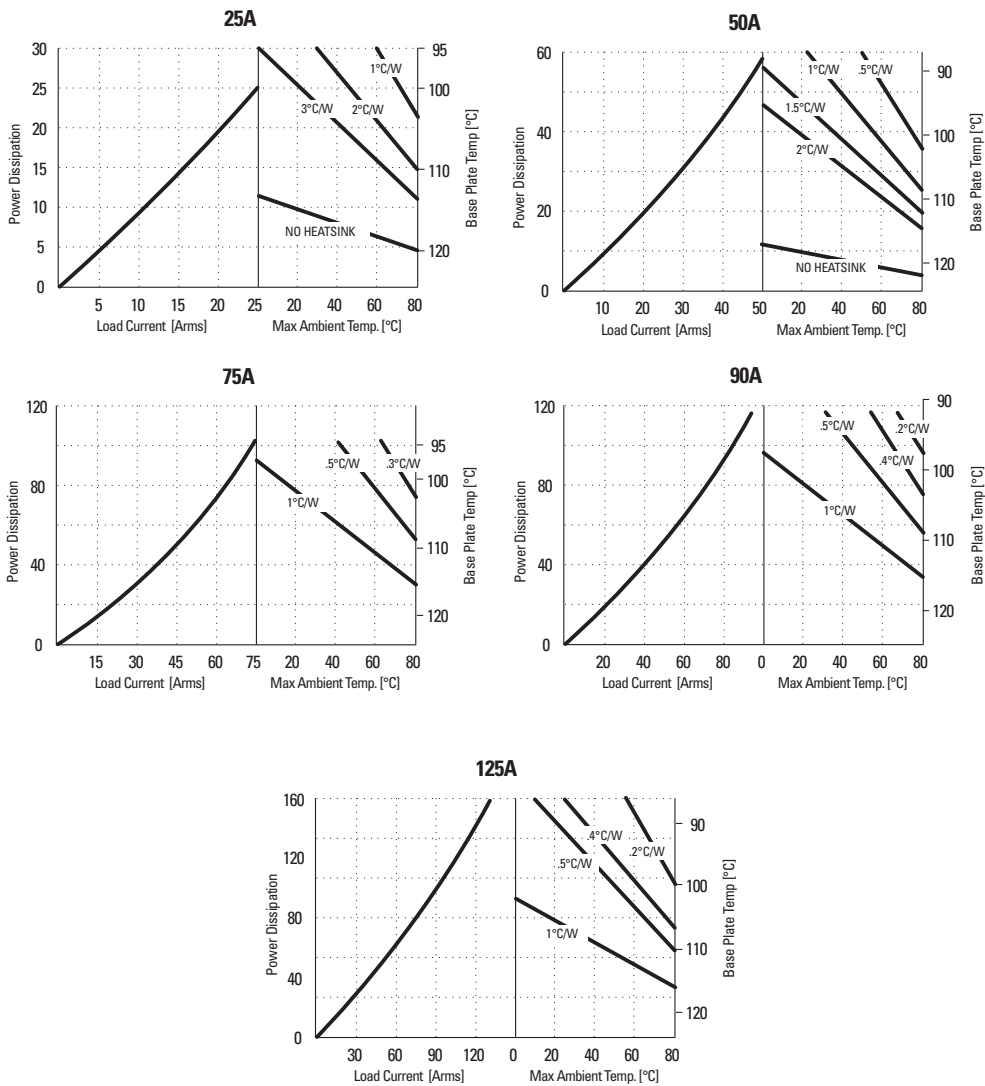 25A
30
25
20
15
10
5
0
Power Dissipation
5 10 15 20 25 20 40 60 80
Load Current [Arms] Max Ambient Temp. [°C]
1°C/W
2°C/W
3°C/W
NO HEATSINK
95
100
110
120
Base Plate Temp [°C]
50A
60
40
20
0
Power Dissipation
10 20 30 40 50 20 40 60 80
Load Current [Arms] Max Ambient Temp. [°C]
1°C/W
.5°C/W
1.5°C/W
2°C/W
NO HEATSINK
90
100
110
120
Base Plate Temp [°C]
75A
120
80
40
0
Power Dissipation
15 30 45 60 75 20 40 60 80
Load Current [Arms] Max Ambient Temp. [°C]
.5°C/W
.3°C/W
1°C/W
95
100
110
120
Base Plate Temp [°C]
90A
120
80
40
0
Power Dissipation
20 40 60 80 0 20 40 60 80
Load Current [Arms] Max Ambient Temp. [°C]
.5°C/W
.2°C/W
.4°C/W
1°C/W
90
100
110
120
Base Plate Temp [°C]
125A
160
120
80
40
0
Power Dissipation
30 60 90 120 0 20 40 60 80
Load Current [Arms] Max Ambient Temp. [°C]
.4°C/W
.2°C/W
.5°C/W
1°C/W
90
100
110
120
Base Plate Temp [°C]